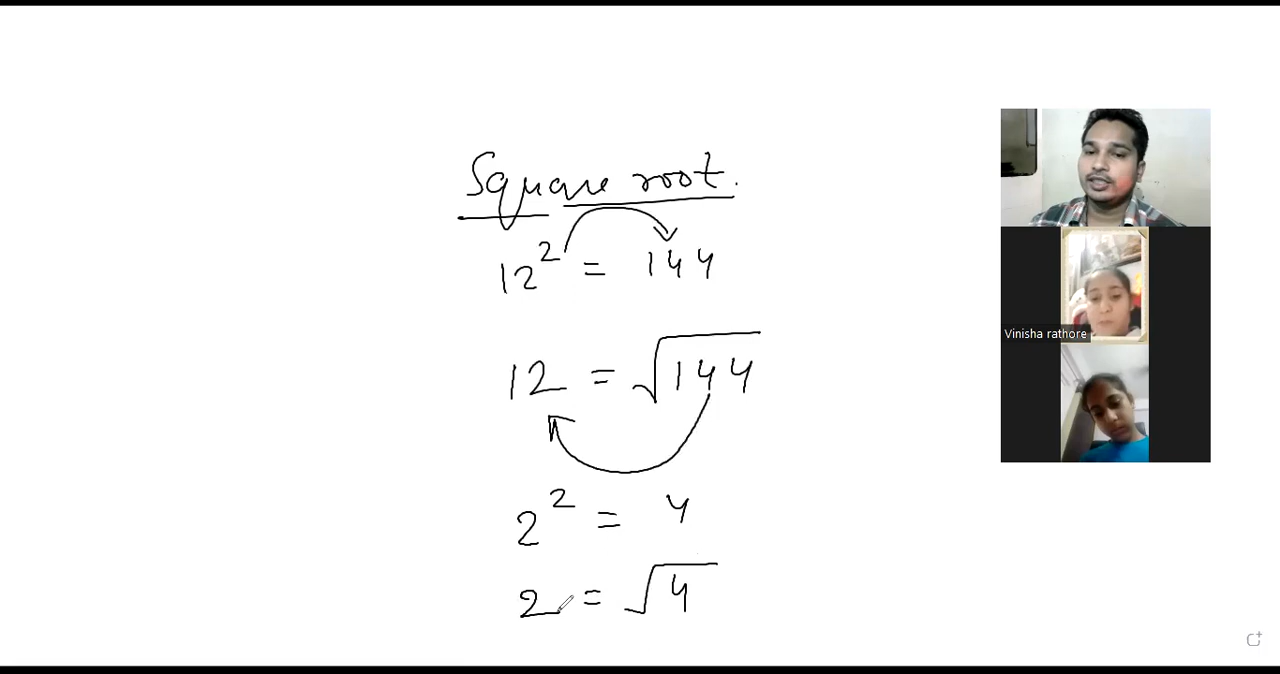 Square root.
12² = 144
12 = √144
2² = 4
2 = √4
Vinisha rathore